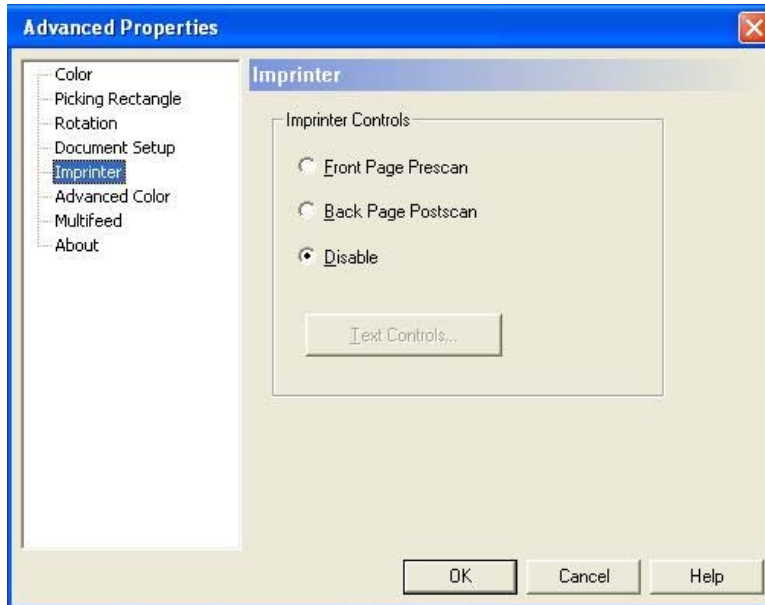 Advanced Properties
Color
Picking Rectangle
Rotation
Document Setup
Imprinter
Advanced Color
Multifeed
About
Imprinter
Imprinter Controls
Front Page Prescan
Back Page Postscan
Disable
Text Controls...
OK
Cancel
Help